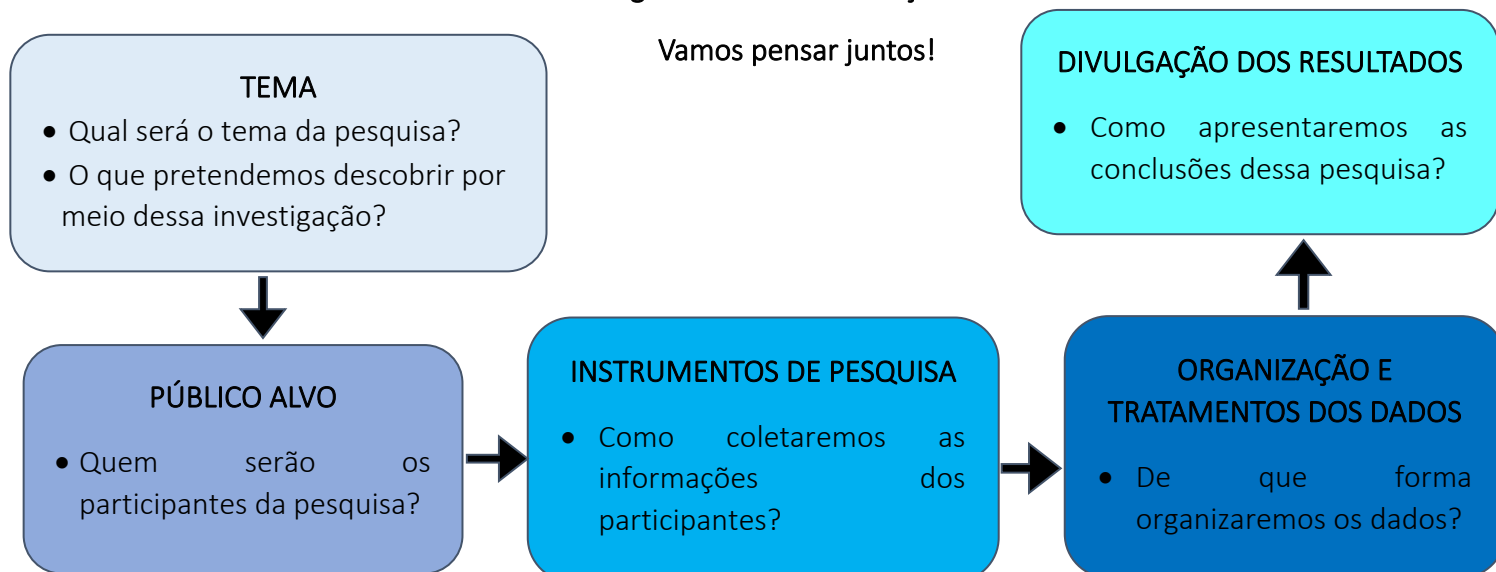 Vamos pensar juntos!
TEMA
• Qual será o tema da pesquisa?
• O que pretendemos descobrir por
meio dessa investigação?
PÚBLICO ALVO
• Quem serão os
participantes da pesquisa?
INSTRUMENTOS DE PESQUISA
• Como coletaremos as
informações dos
participantes?
ORGANIZAÇÃO E
TRATAMENTOS DOS DADOS
• De que forma
organizaremos os dados?
DIVULGAÇÃO DOS RESULTADOS
• Como apresentaremos as
conclusões dessa pesquisa?